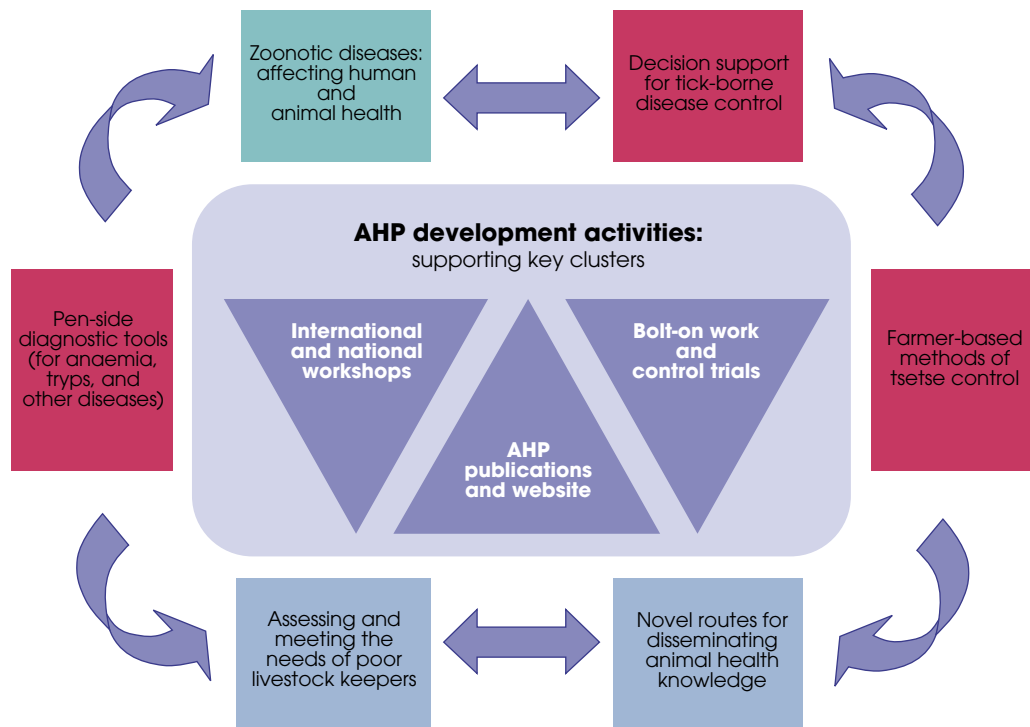 Zoonotic diseases:
affecting human
and
animal health
Decision support
for tick-borne
disease control
AHP development activities:
supporting key clusters
Pen-side
diagnostic tools
(for anaemia,
tryps, and
other diseases)
International
and national
workshops
Bolt-on work
and
control trials
AHP
publications
and website
Farmer-based
methods of
tsetse control
Assessing and
meeting the
needs of poor
livestock keepers
Novel routes for
disseminating
animal health
knowledge